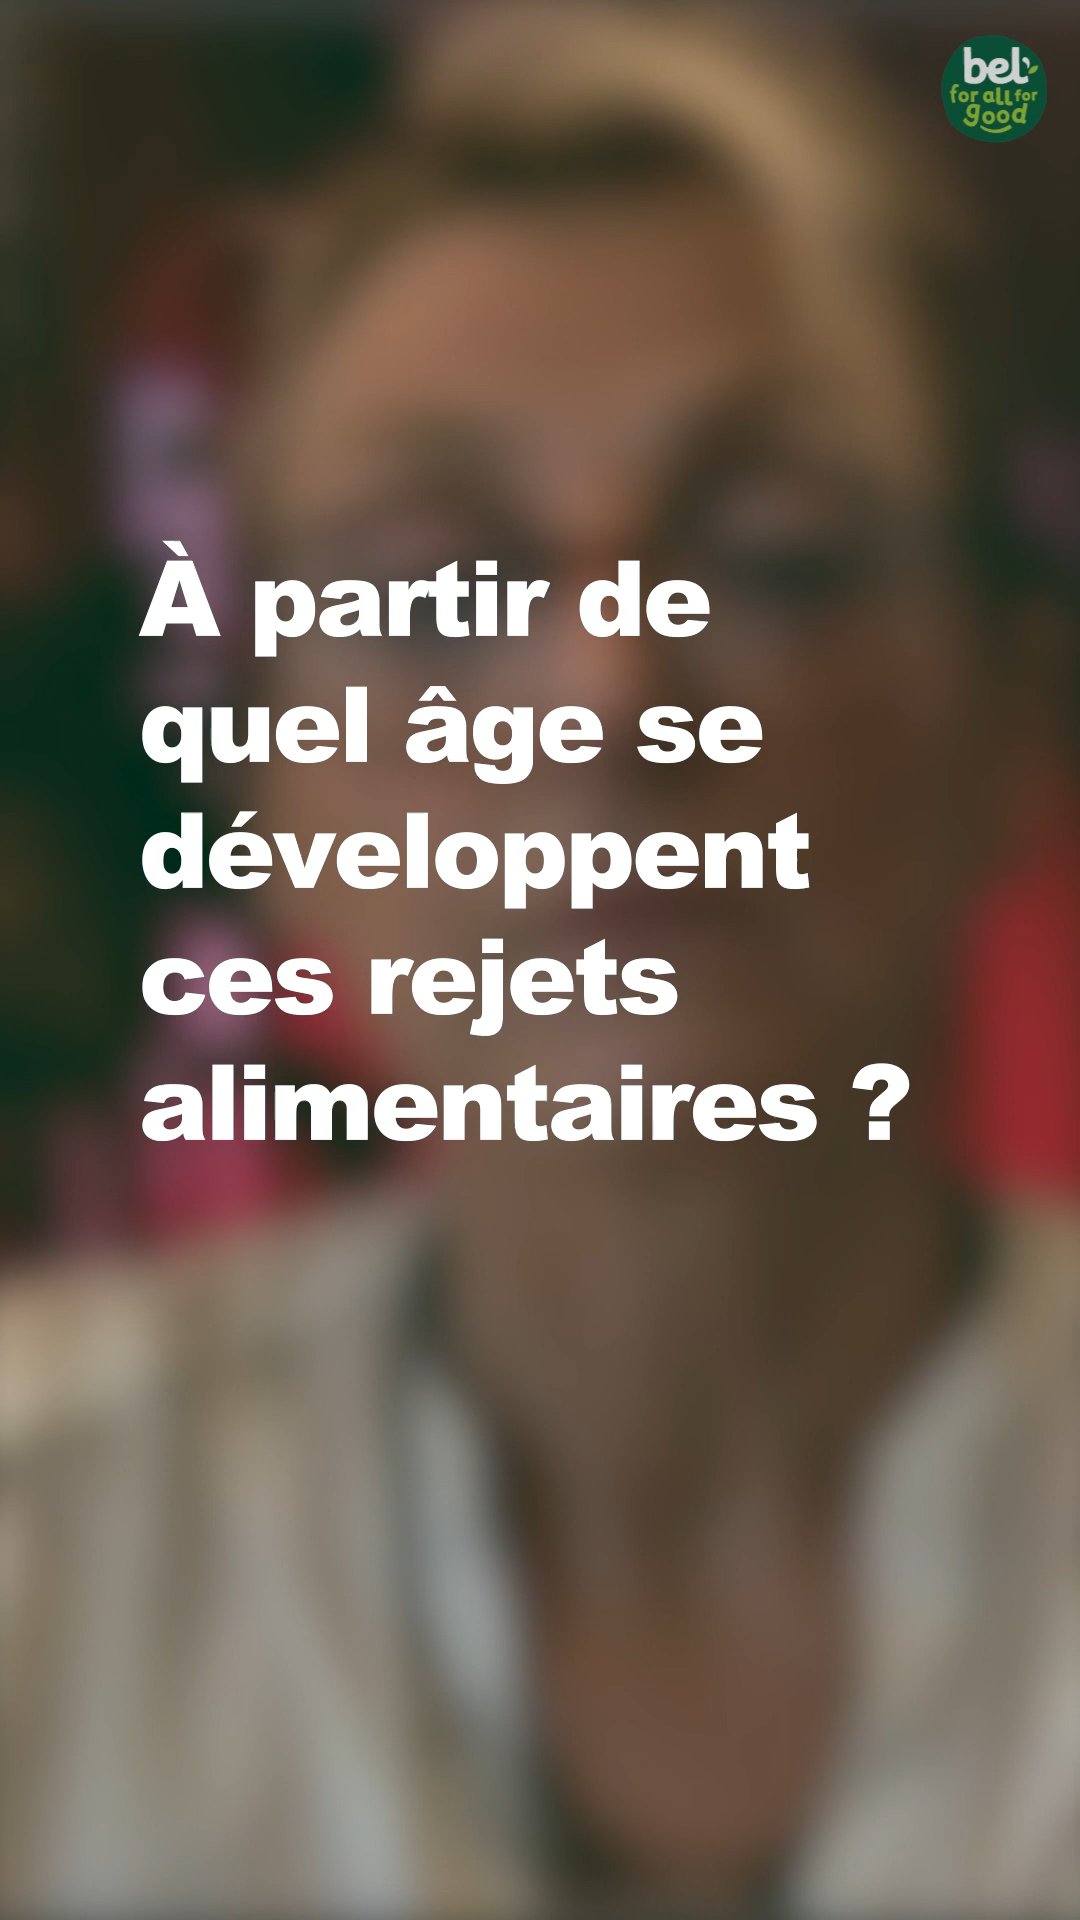 bel
for all for
good
À partir de
quel âge se
développent
ces rejets
alimentaires ?